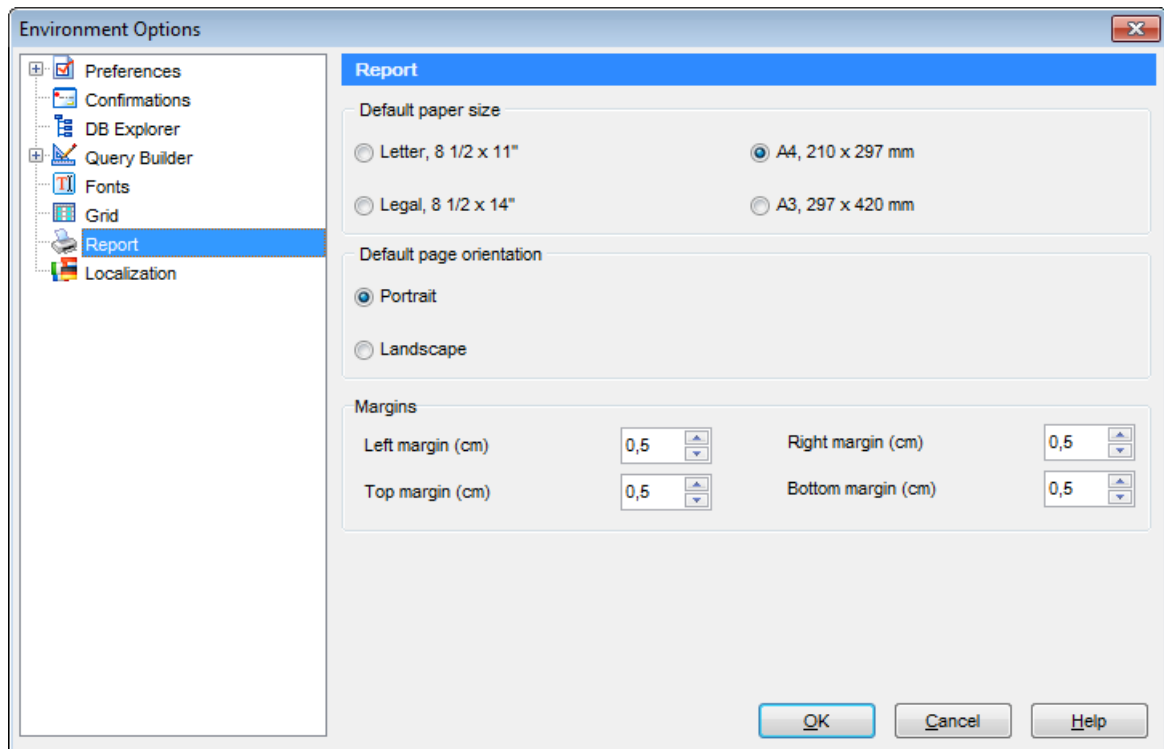 Environment Options
Preferences
Confirmations
DB Explorer
Query Builder
Fonts
Grid
Report
Localization
Report
Default paper size
Letter, 8 1/2 x 11"
A4, 210 x 297 mm
Legal, 8 1/2 x 14"
A3, 297 x 420 mm
Default page orientation
Portrait
Landscape
Margins
Left margin (cm) 0,5
Right margin (cm) 0,5
Top margin (cm) 0,5
Bottom margin (cm) 0,5
OK Cancel Help